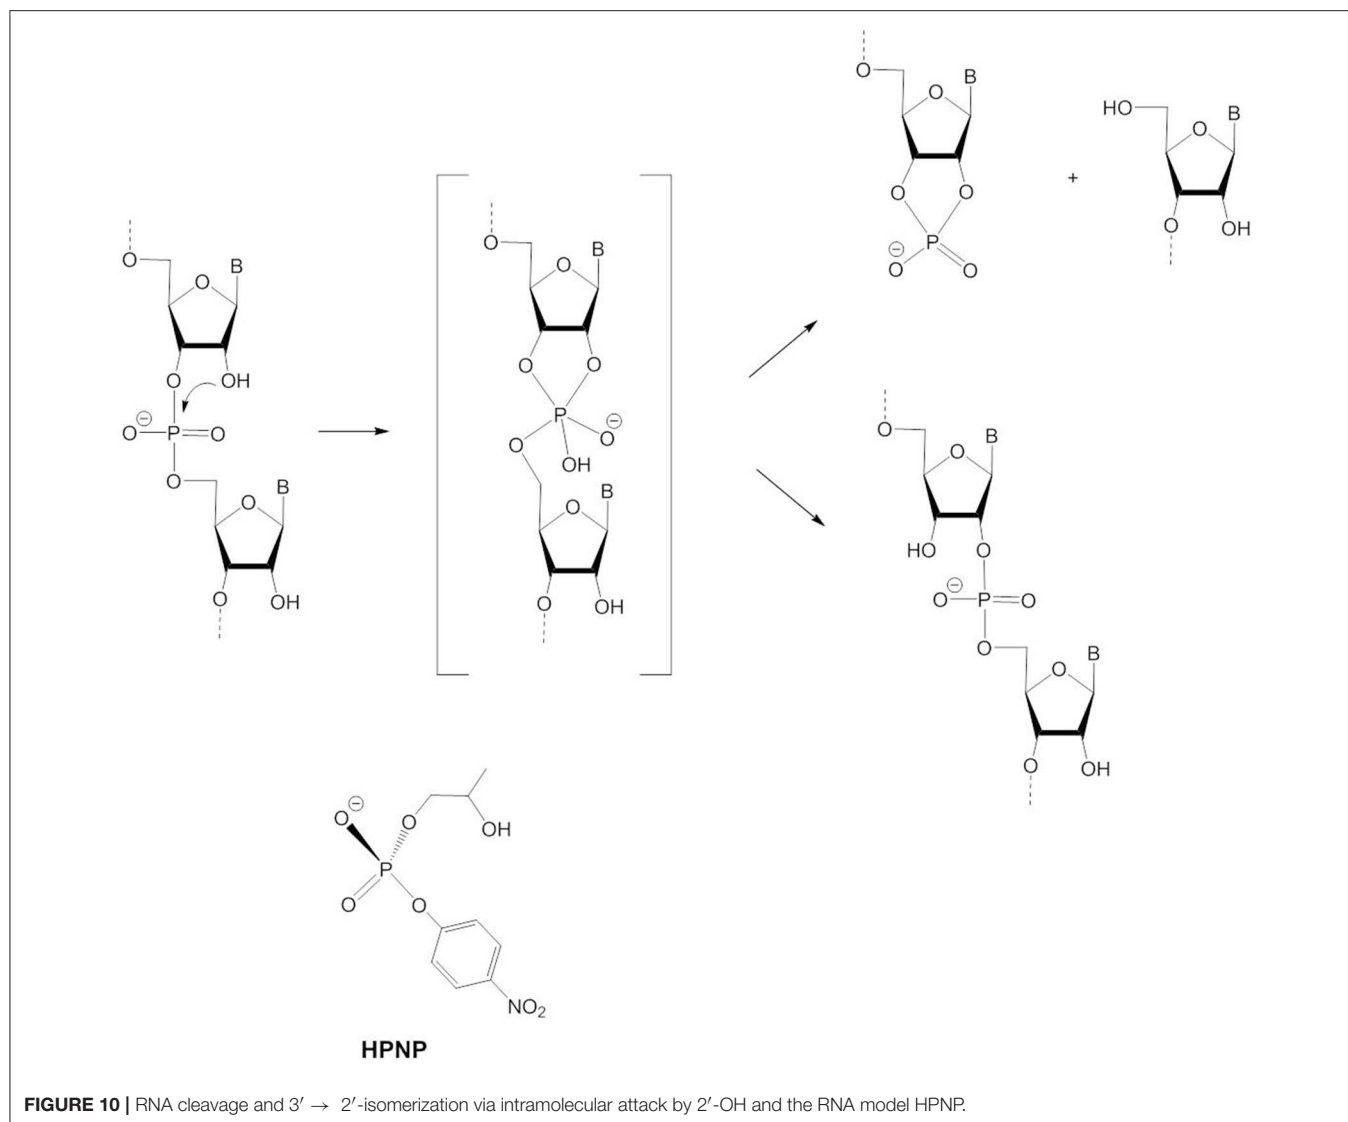 O
O
B
O
OH
⊖
O
P
O
O
O
B
O
OH
O
O
B
O
O
P
⊖
O
O
OH
O
B
O
OH
O
O
B
O
O
P
⊖
O
O
+
HO
O
B
O
OH
O
O
B
HO
O
⊖
O
P
O
O
O
B
O
OH
⊖
O
O
OH
P
O
O
NO2
HPNP
FIGURE 10 | RNA cleavage and 3′ → 2′-isomerization via intramolecular attack by 2′-OH and the RNA model HPNP.